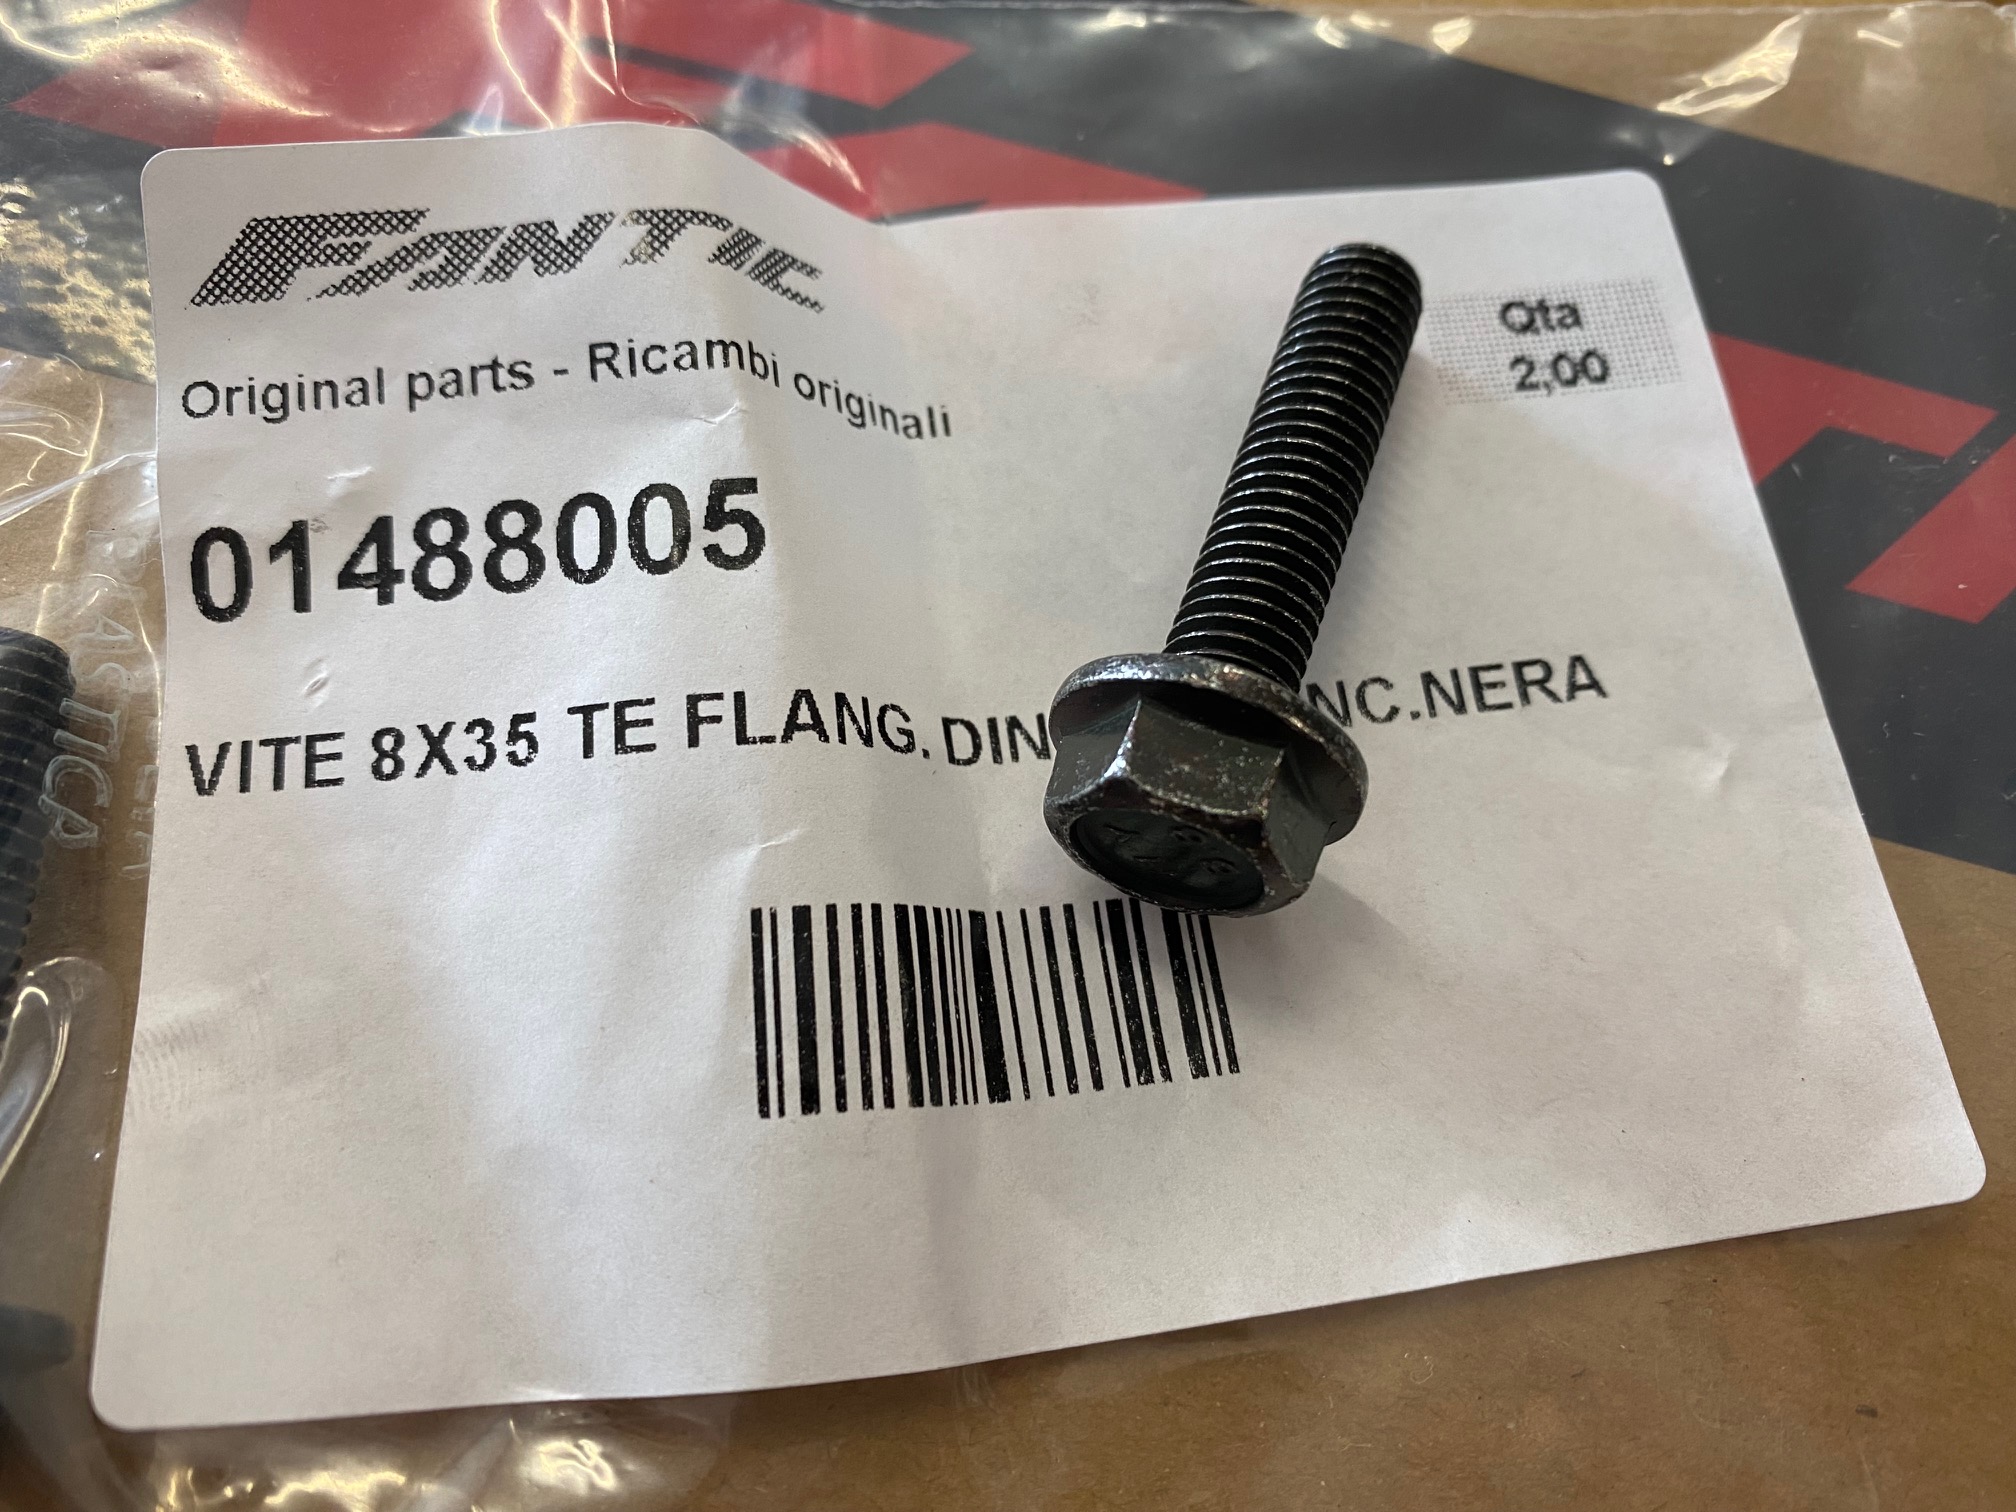 FANTIC
Original parts - Ricambi originali
Qta
2,00
01488005
VITE 8X35 TE FLANG. DIN NC.NERA